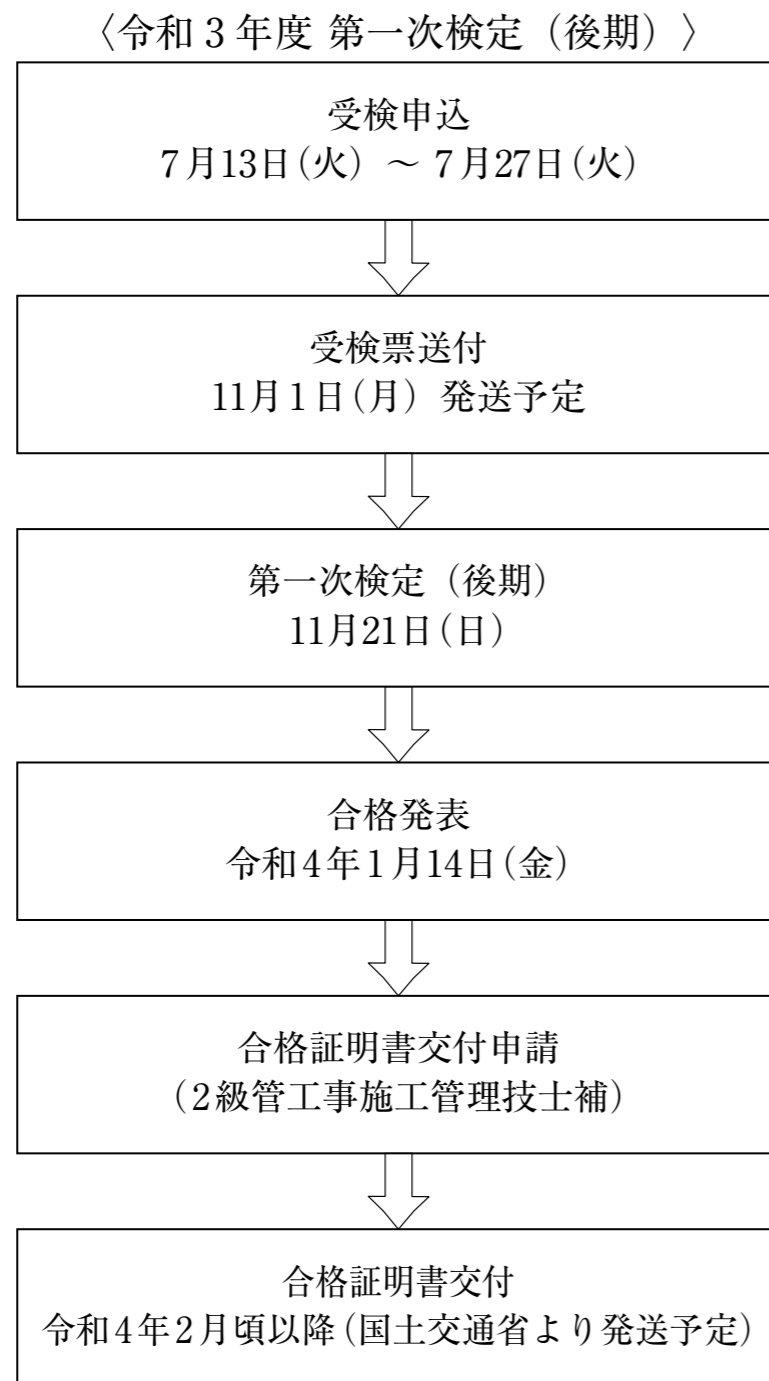 〈令和3年度 第一次検定（後期）〉
受検申込
7月13日(火) ～ 7月27日(火)
受検票送付
11月1日(月) 発送予定
第一次検定（後期）
11月21日(日)
合格発表
令和4年1月14日(金)
合格証明書交付申請
（2級管工事施工管理技士補）
合格証明書交付
令和4年2月頃以降(国土交通省より発送予定)